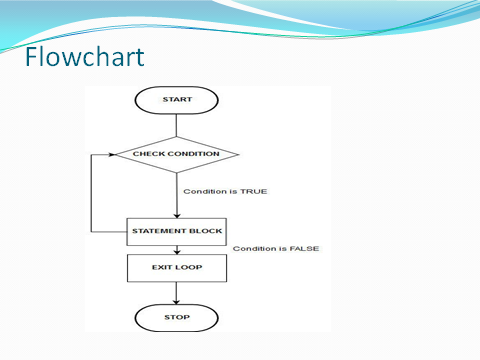 Flowchart
START
CHECK CONDITION
Condition is TRUE
STATEMENT BLOCK
Condition is FALSE
EXIT LOOP
STOP